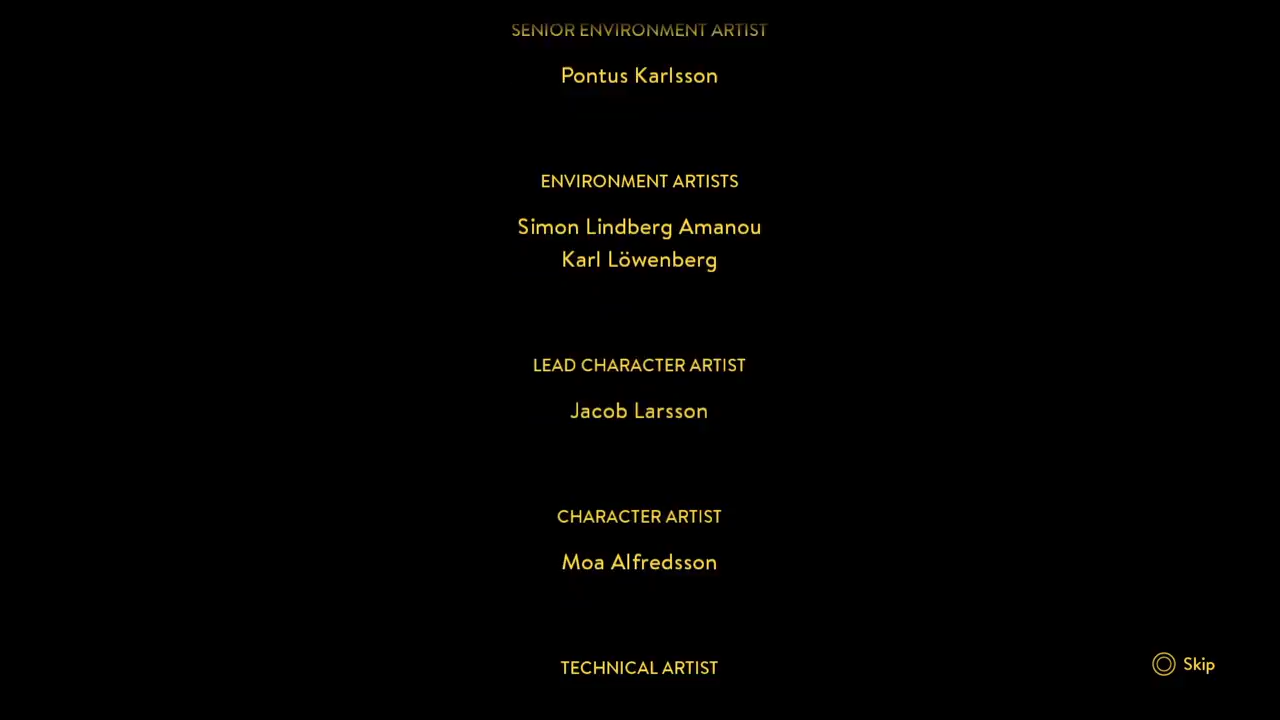 SENIOR ENVIRONMENT ARTIST
Pontus Karlsson
ENVIRONMENT ARTISTS
Simon Lindberg Amanou
Karl Löwenberg
LEAD CHARACTER ARTIST
Jacob Larsson
CHARACTER ARTIST
Moa Alfredsson
TECHNICAL ARTIST
Skip